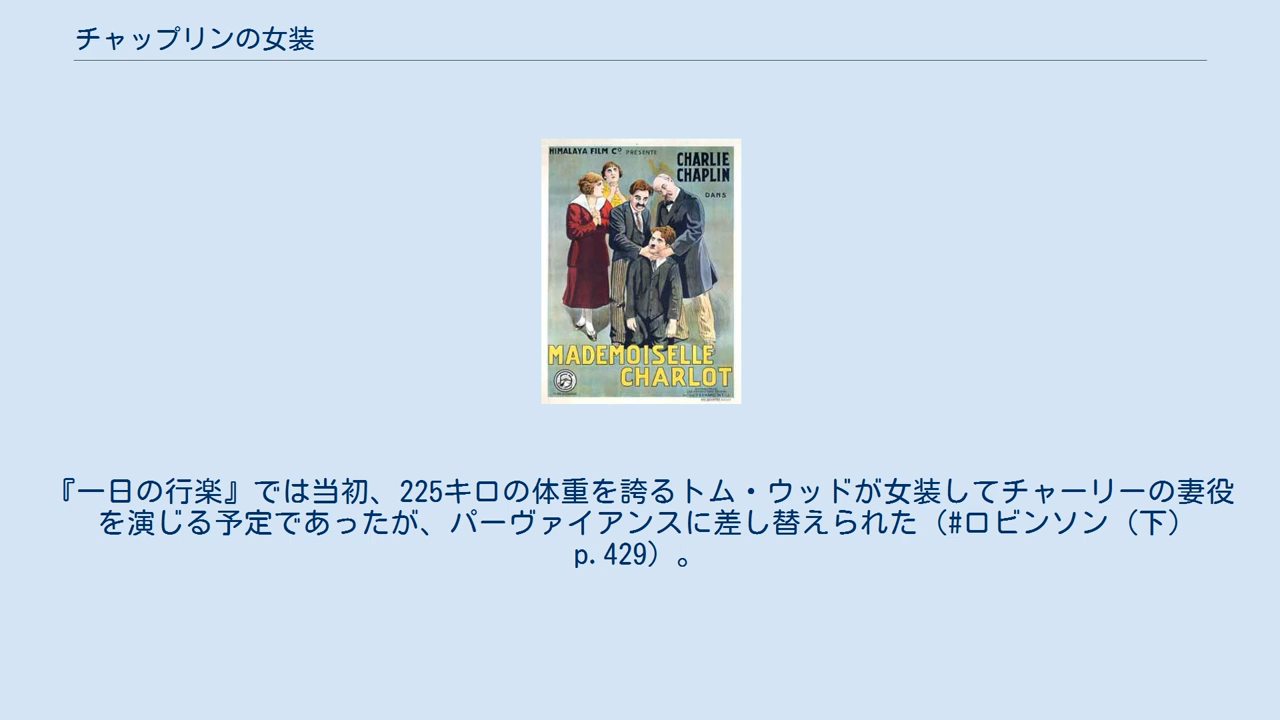 チャップリンの女装
HIMALAYA FILM Cº PRÉSENTE
CHARLIE
CHAPLIN
DANS
MADEMOISELLE
CHARLOT
『一日の行楽』では当初、225キロの体重を誇るトム・ウッドが女装してチャーリーの妻役
を演じる予定であったが、パーヴァイアンスに差し替えられた（#ロビンソン（下）
p.429）。